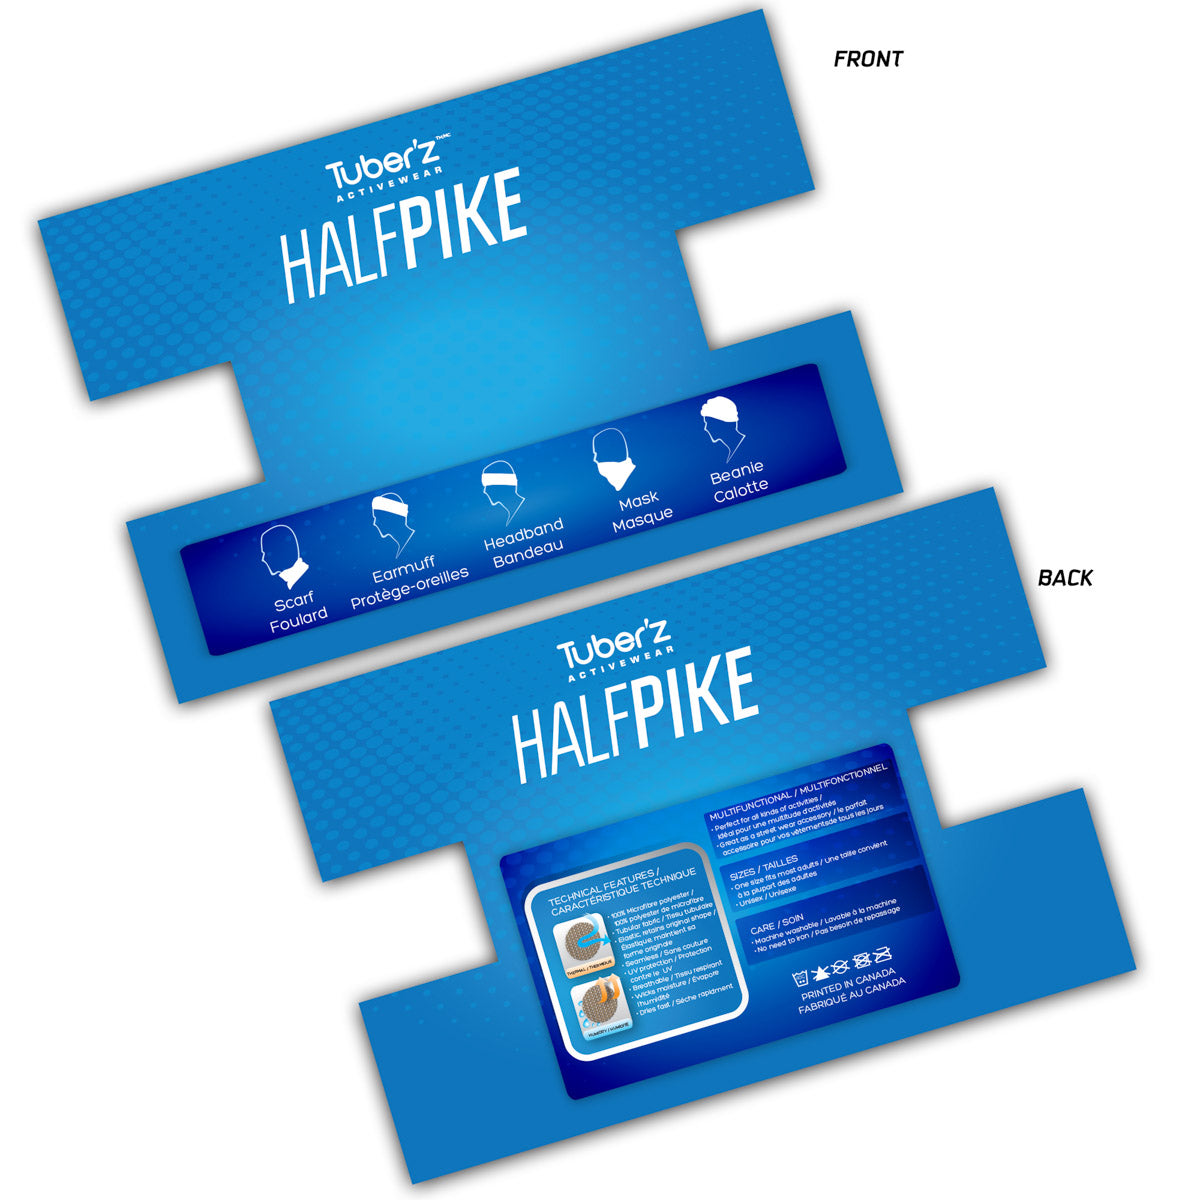 FRONT
Tuber'z TM/MC
ACTIVEWEAR
HALFPIKE
Scarf
Foulard
Earmuff
Protège-oreilles
Headband
Bandeau
Mask
Masque
Beanie
Calotte
BACK
Tuber'z
ACTIVEWEAR
HALFPIKE
TECHNICAL FEATURES /
CARACTÉRISTIQUE TECHNIQUE
• 100% Microfibre polyester /
100% polyester de microfibre
• Tubular fabric / Tissu tubulaire
• Elastic, retains original shape /
Élastique, maintient sa
forme originale
• Seamless / Sans couture
• UV protection / Protection
contre le UV
• Breathable / Tissu respirant
• Wicks moisture / Évapore
l'humidité
• Dries fast / Sèche rapidment
THERMAL / THERMIQUE
HUMIDITY / HUMIDITÉ
MULTIFUNCTIONAL / MULTIFONCTIONNEL
• Perfect for all kinds of activities /
Idéal pour une multitude d'activités
• Great as a street wear accessory / le parfait
accessoire pour vos vêtementsde tous les jours
SIZES / TAILLES
• One size fits most adults / Une taille convient
à la plupart des adultes
• Unisex / Unisexe
CARE / SOIN
• Machine washable / Lavable à la machine
• No need to iron / Pas besoin de repassage
PRINTED IN CANADA
FABRIQUÉ AU CANADA